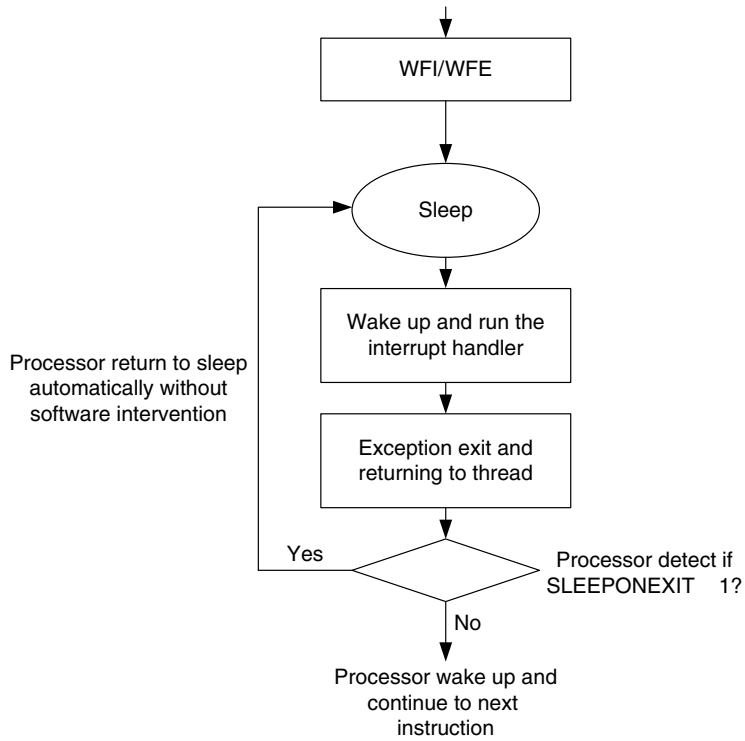 WFI/WFE
Sleep
Wake up and run the
interrupt handler
Processor return to sleep
automatically without
software intervention
Exception exit and
returning to thread
Yes
Processor detect if
SLEEPONEXIT 1?
No
Processor wake up and
continue to next
instruction